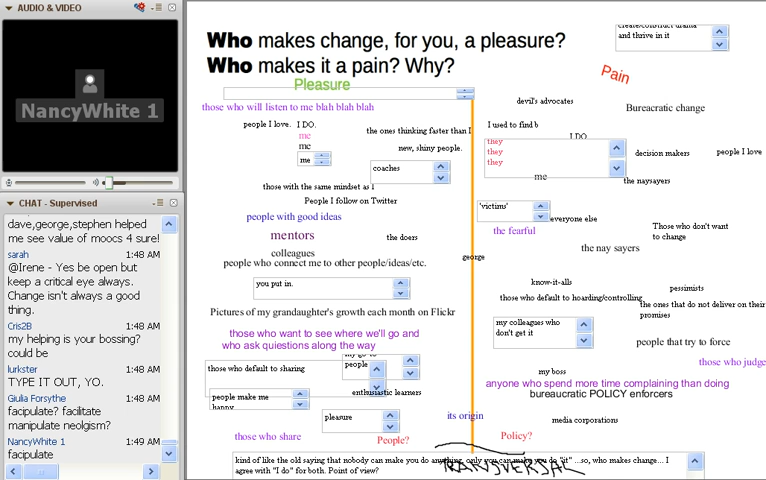 AUDIO & VIDEO
NancyWhite 1
CHAT - Supervised
dave,george,stephen helped
me see value of moocs 4 sure!
sarah 1:48 AM
@Irene - Yes be open but
keep a critical eye always.
Change isn't always a good
thing.
Cris2B 1:48 AM
my helping is your bossing?
could be
lurkster 1:48 AM
TYPE IT OUT, YO.
Giulia Forsythe 1:48 AM
facipulate? facilitate
manipulate neolgism?
NancyWhite 1 1:49 AM
facipulate
Who makes change, for you, a pleasure?
Who makes it a pain? Why?
create/construct drama
and thrive in it
Pleasure
Pain
those who will listen to me blah blah blah
devil's advocates
Bureaucratic change
people I love. I DO.
me
me
me
the ones thinking faster than I
new, shiny people.
coaches
those with the same mindset as I
People I follow on Twitter
people with good ideas
mentors
the doers
colleagues
people who connect me to other people/ideas/etc.
you put in.
Pictures of my grandaughter's growth each month on Flickr
those who want to see where we'll go and
who ask quiestions along the way
my go-to
people
those who default to sharing
enthusiastic learners
people make me
happy
pleasure
those who share
People?
I used to find b
I DO
they
they
they
me
decision makers
people I love
the naysayers
'victims'
everyone else
the fearful
Those who don't want
to change
the nay sayers
george
know-it-alls
pessimists
those who default to hoarding/controlling
the ones that do not deliver on their
promises
my colleagues who
don't get it
people that try to force
those who judge
my boss
anyone who spend more time complaining than doing
bureaucratic POLICY enforcers
its origin
media corporations
Policy?
kind of like the old saying that nobody can make you do anything, only you can make you do "it" ...so, who makes change... I
agree with "I do" for both. Point of view?
TRANSVERSAL